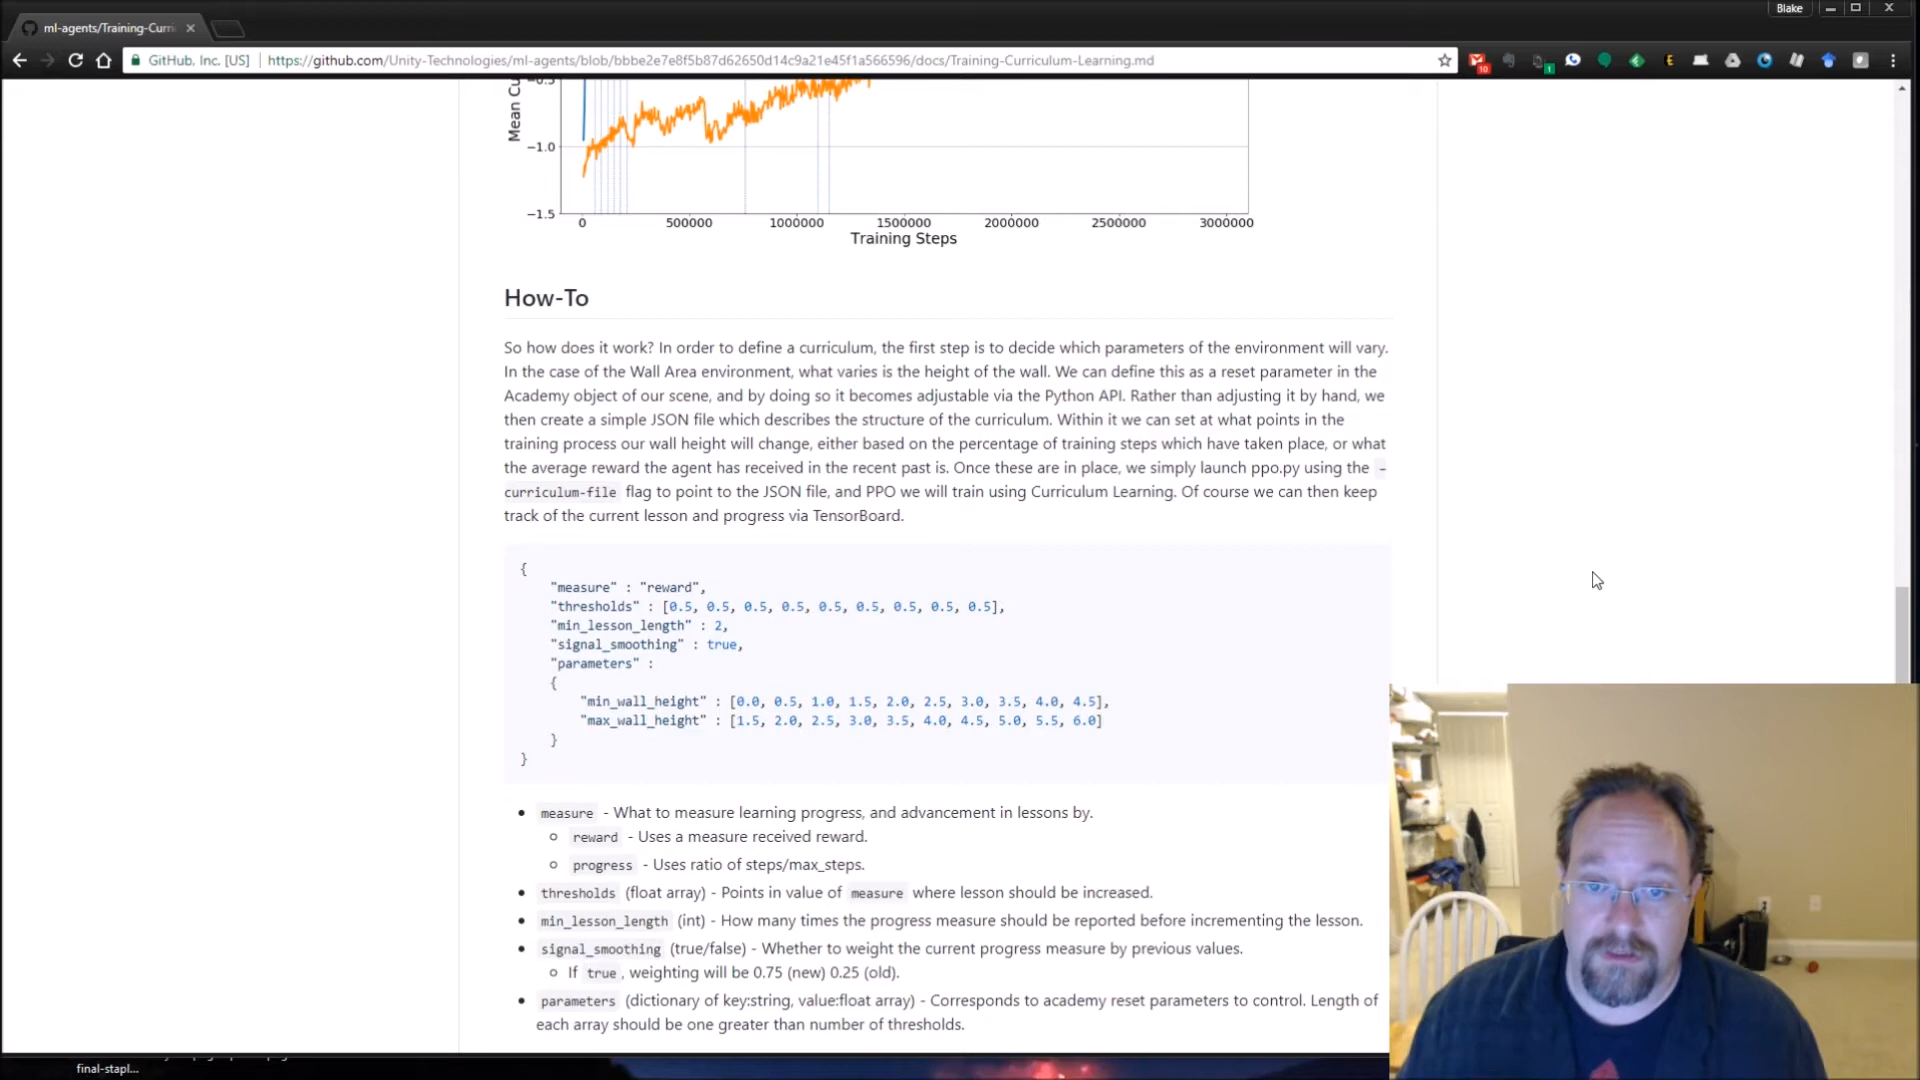 Blake
ml-agents/Training-Curri
GitHub, Inc. [US]
https://github.com/Unity-Technologies/ml-agents/blob/bbbe2e7e8f5b87d62650d14c9a21e45f1a566596/docs/Training-Curriculum-Learning.md
10
1
−0.5
Mean Cu
−1.0
−1.5
0 500000 1000000 1500000 2000000 2500000 3000000
Training Steps
How-To
So how does it work? In order to define a curriculum, the first step is to decide which parameters of the environment will vary.
In the case of the Wall Area environment, what varies is the height of the wall. We can define this as a reset parameter in the
Academy object of our scene, and by doing so it becomes adjustable via the Python API. Rather than adjusting it by hand, we
then create a simple JSON file which describes the structure of the curriculum. Within it we can set at what points in the
training process our wall height will change, either based on the percentage of training steps which have taken place, or what
the average reward the agent has received in the recent past is. Once these are in place, we simply launch ppo.py using the –
curriculum-file flag to point to the JSON file, and PPO we will train using Curriculum Learning. Of course we can then keep
track of the current lesson and progress via TensorBoard.
{
"measure" : "reward",
"thresholds" : [0.5, 0.5, 0.5, 0.5, 0.5, 0.5, 0.5, 0.5, 0.5],
"min_lesson_length" : 2,
"signal_smoothing" : true,
"parameters" :
{
"min_wall_height" : [0.0, 0.5, 1.0, 1.5, 2.0, 2.5, 3.0, 3.5, 4.0, 4.5],
"max_wall_height" : [1.5, 2.0, 2.5, 3.0, 3.5, 4.0, 4.5, 5.0, 5.5, 6.0]
}
}
measure - What to measure learning progress, and advancement in lessons by.
reward - Uses a measure received reward.
progress - Uses ratio of steps/max_steps.
thresholds (float array) - Points in value of measure where lesson should be increased.
min_lesson_length (int) - How many times the progress measure should be reported before incrementing the lesson.
signal_smoothing (true/false) - Whether to weight the current progress measure by previous values.
If true, weighting will be 0.75 (new) 0.25 (old).
parameters (dictionary of key:string, value:float array) - Corresponds to academy reset parameters to control. Length of
each array should be one greater than number of thresholds.
final-stapl...